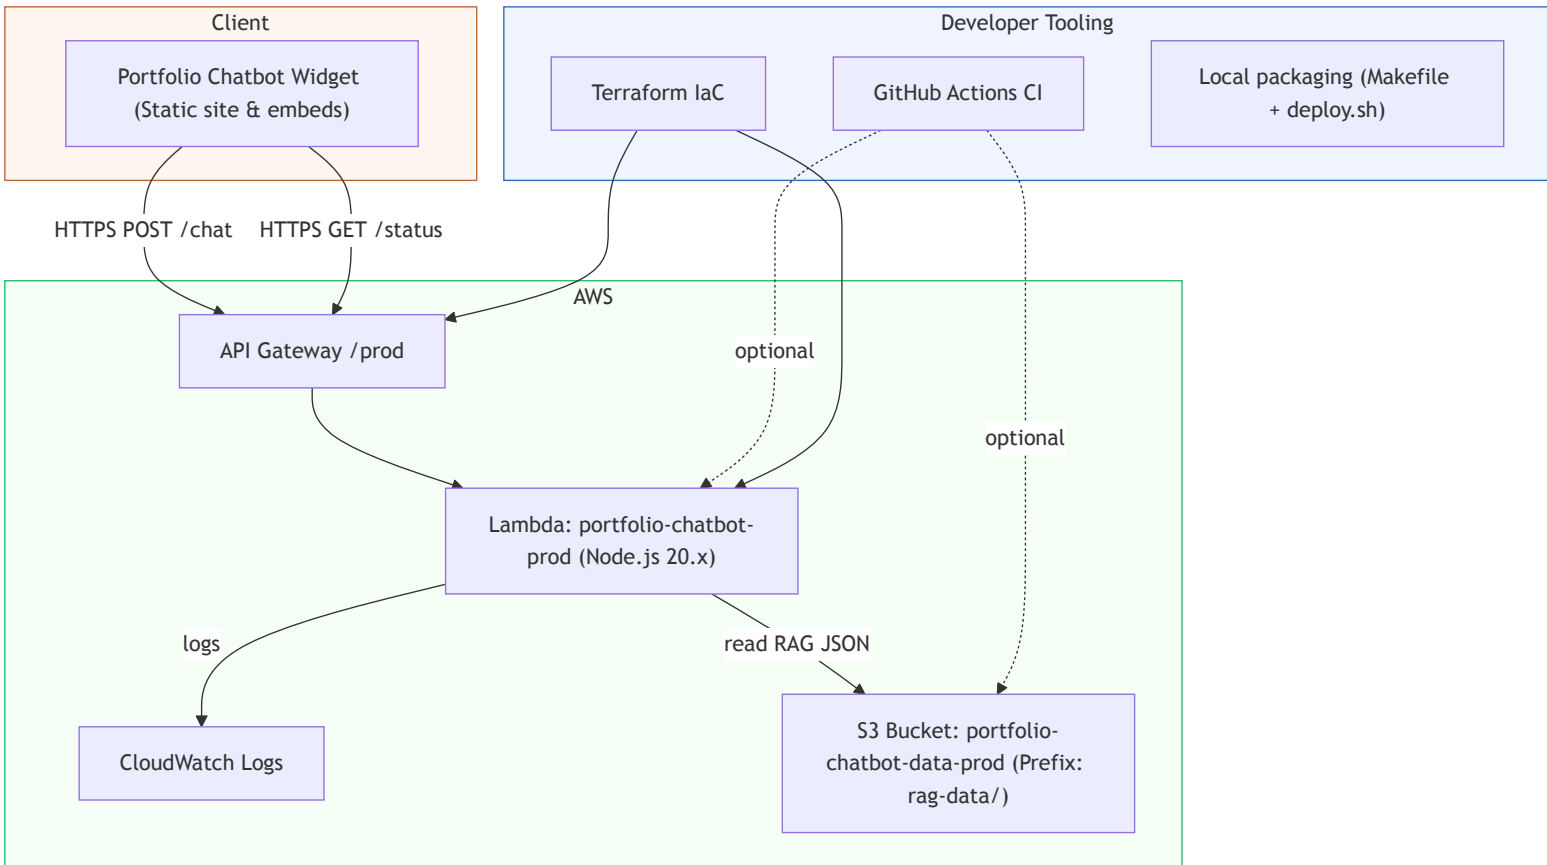 Client
Portfolio Chatbot Widget
(Static site & embeds)
Developer Tooling
Terraform IaC
GitHub Actions CI
Local packaging (Makefile
+ deploy.sh)
HTTPS POST /chat
HTTPS GET /status
AWS
API Gateway /prod
optional
optional
Lambda: portfolio-chatbot-
prod (Node.js 20.x)
logs
read RAG JSON
CloudWatch Logs
S3 Bucket: portfolio-
chatbot-data-prod (Prefix:
rag-data/)